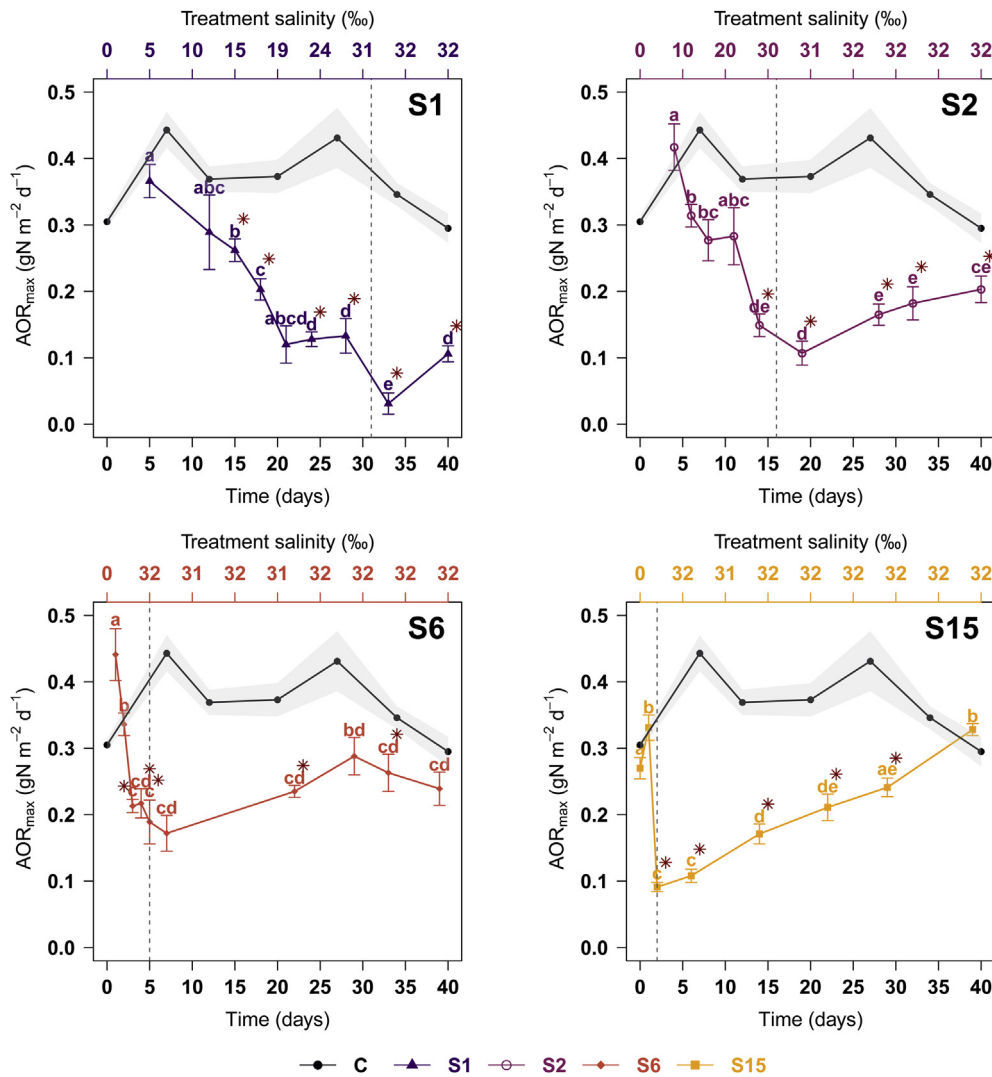 Treatment salinity (‰)
0 5 10 15 19 24 31 32 32
S1
AORmax (gN m−2 d−1)
0.5
0.4
0.3
0.2
0.1
0.0
a
abc
b
c
abcd
d
d
e
d
0 5 10 15 20 25 30 35 40
Time (days)
Treatment salinity (‰)
0 10 20 30 32 32 32 32
S2
AORmax (gN m−2 d−1)
0.5
0.4
0.3
0.2
0.1
0.0
a
b
bc
abc
de
d
e
e
ce
0 5 10 15 20 25 30 35 40
Time (days)
Treatment salinity (‰)
0 32 31 32 31 32 32 32 32
S6
AORmax (gN m−2 d−1)
0.5
0.4
0.3
0.2
0.1
0.0
a
b
cd
c
cd
cd
bd
cd
cd
0 5 10 15 20 25 30 35 40
Time (days)
Treatment salinity (‰)
0 32 31 32 31 32 32 32 32
S15
AORmax (gN m−2 d−1)
0.5
0.4
0.3
0.2
0.1
0.0
a
b
c
c
d
de
ae
b
0 5 10 15 20 25 30 35 40
Time (days)
C S1 S2 S6 S15